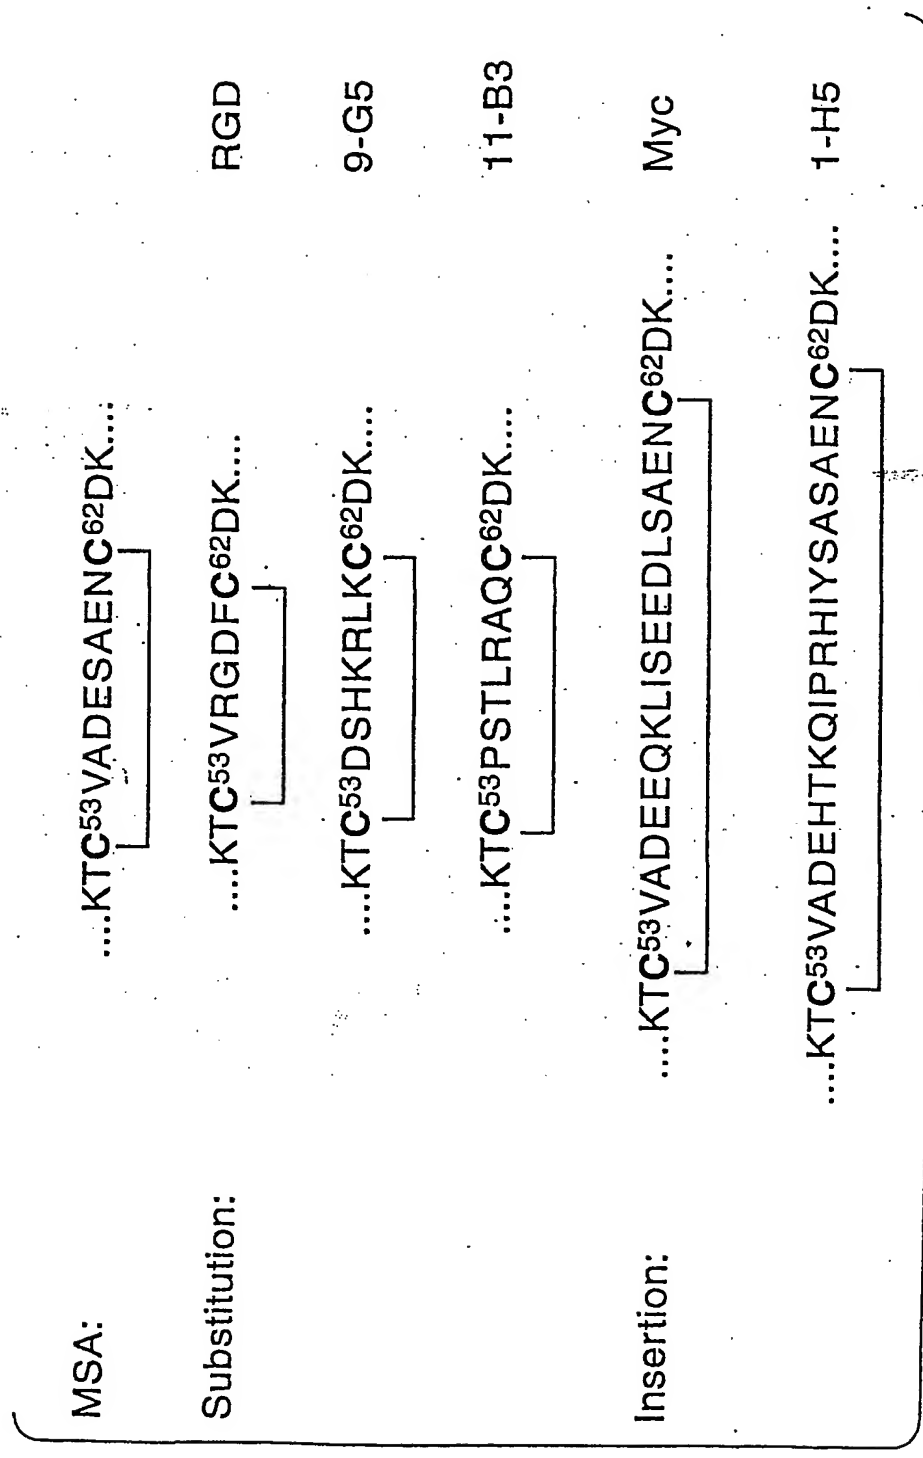 MSA: .....KTC⁵³VADESAENC⁶²DK....
Substitution: .....KTC⁵³VRGDFC⁶²DK.... RGD
.....KTC⁵³DSHKRLKC⁶²DK.... 9-G5
.....KTC⁵³PSTLRAQC⁶²DK.... 11-B3
Insertion: .....KTC⁵³VADEEQKLISEEDLSAENC⁶²DK.... Myc
.....KTC⁵³VADEHTKQIPRHIYSASAENC⁶²DK.... 1-H5